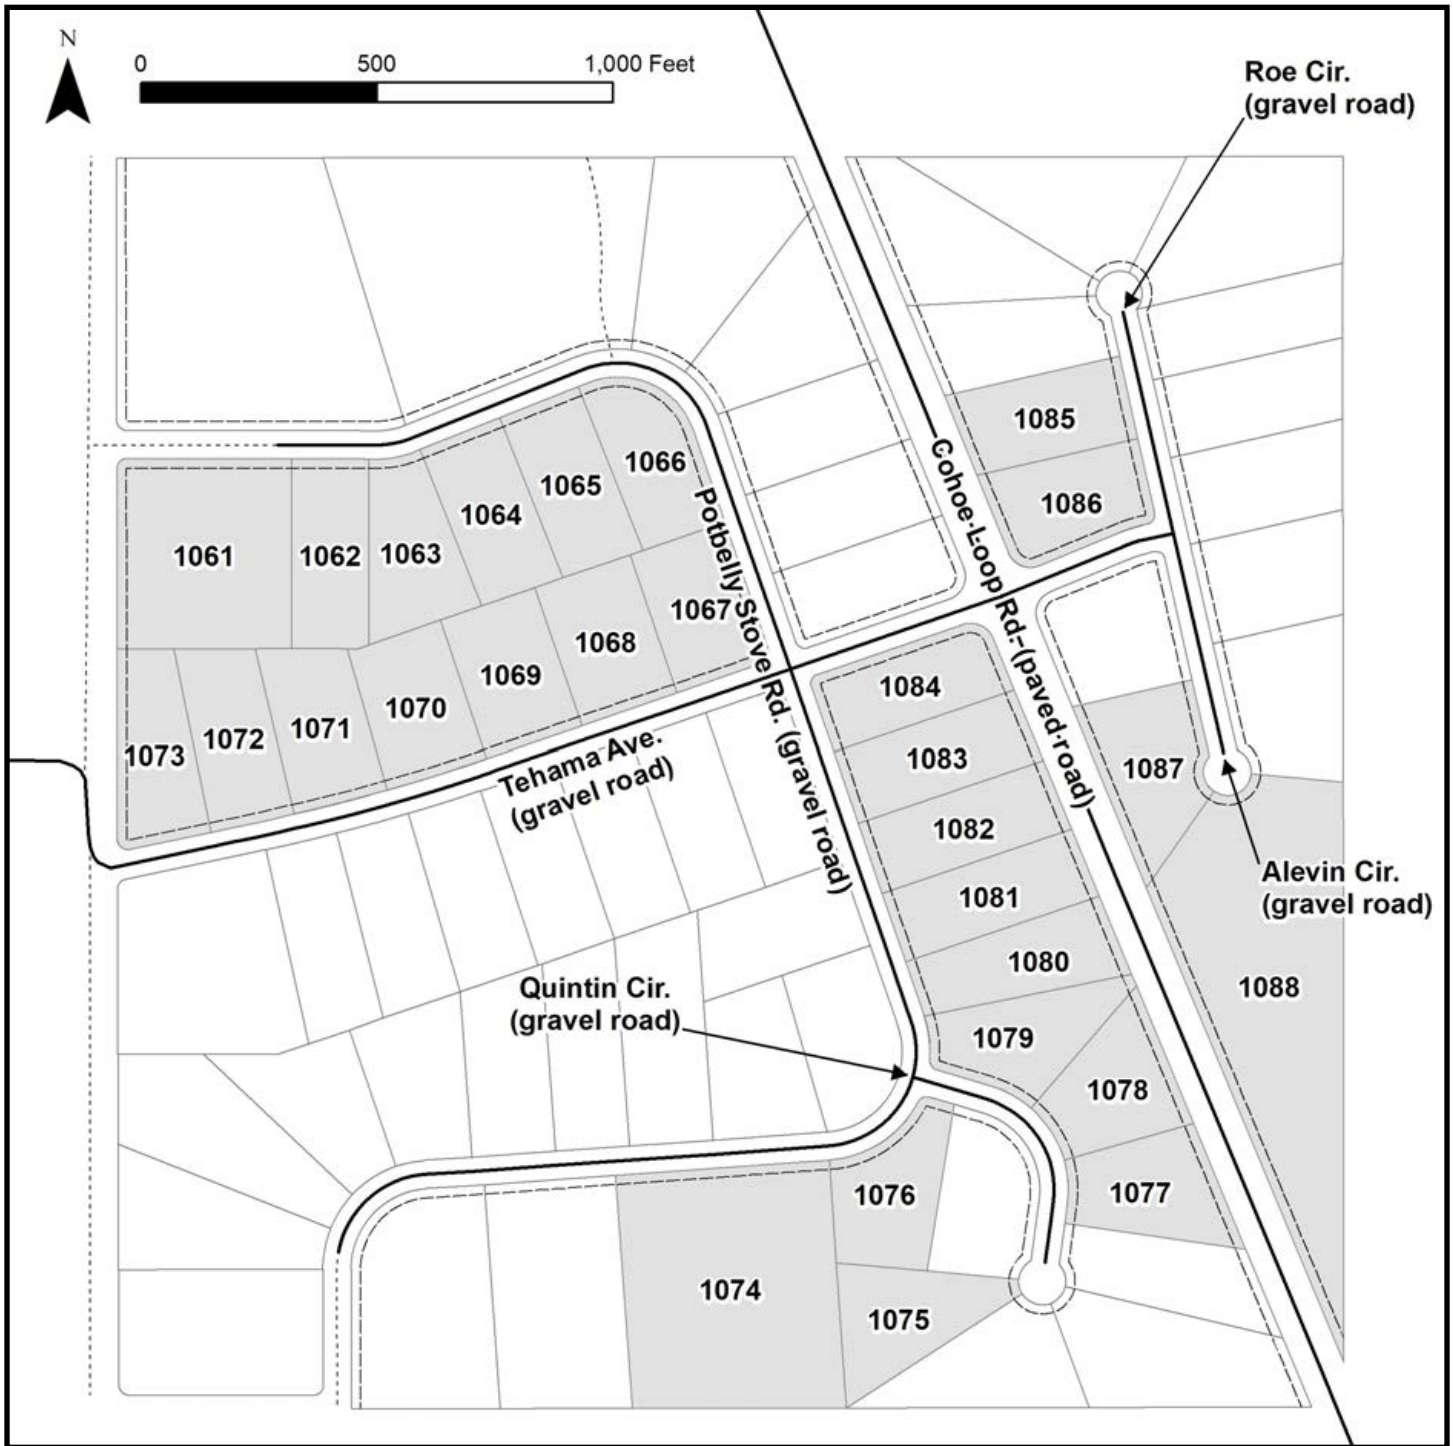 N
0 500 1,000 Feet
Roe Cir.
(gravel road)
1085
1086
1066
1065
1064
1061
1062
1063
1067
1068
1069
1070
1071
1072
1073
Potbelly Stove Rd. (gravel road)
Cohoe Loop Rd. (paved road)
Tehama Ave.
(gravel road)
1084
1083
1082
1081
1080
1079
1078
1077
1087
1088
Alevin Cir.
(gravel road)
Quintin Cir.
(gravel road)
1076
1074
1075